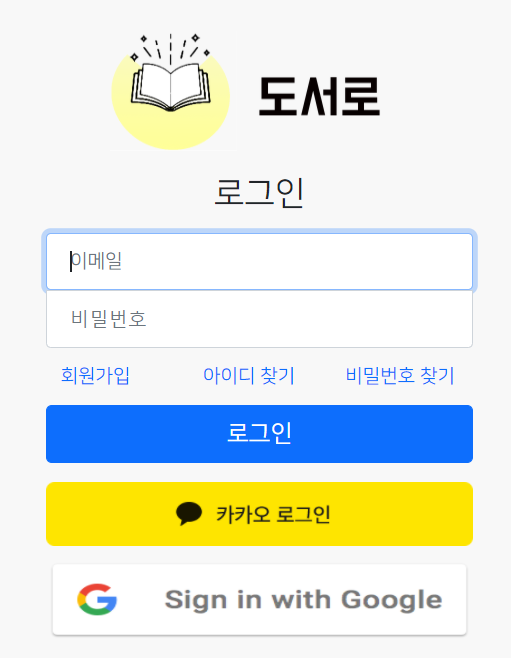 도서로
로그인
이메일
비밀번호
회원가입 아이디 찾기 비밀번호 찾기
로그인
카카오 로그인
Sign in with Google